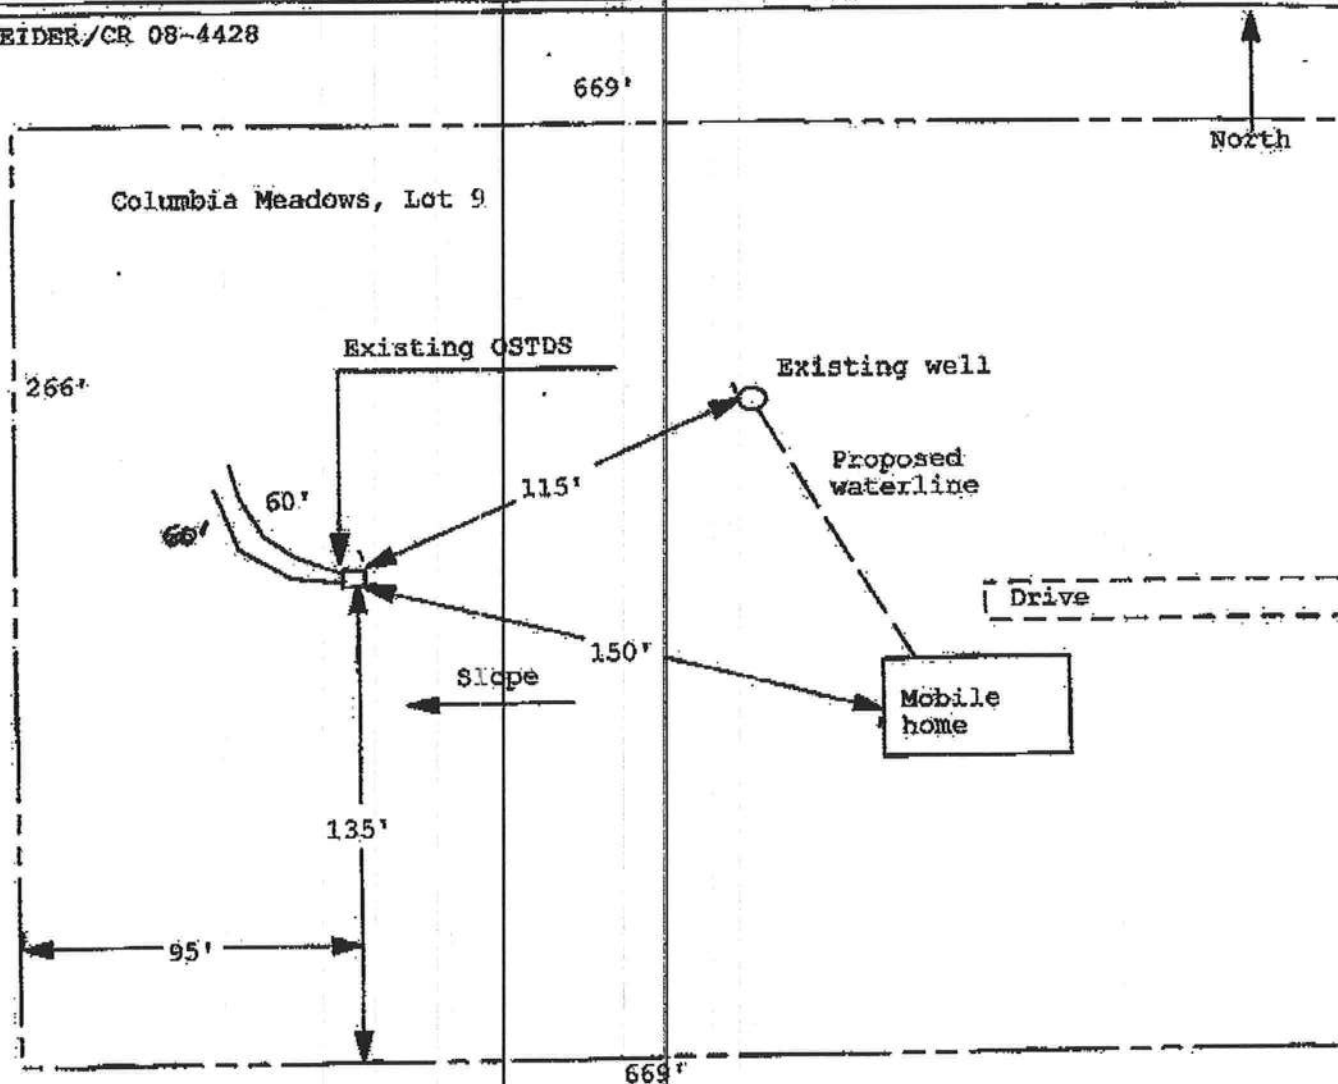 EIDER/CR 08-4428
669'
North
Columbia Meadows, Lot 9
Existing OSTDS
266'
Existing well
Proposed
waterline
60'
115'
60'
Drive
150'
Slope
Mobile
home
135'
95'
669'